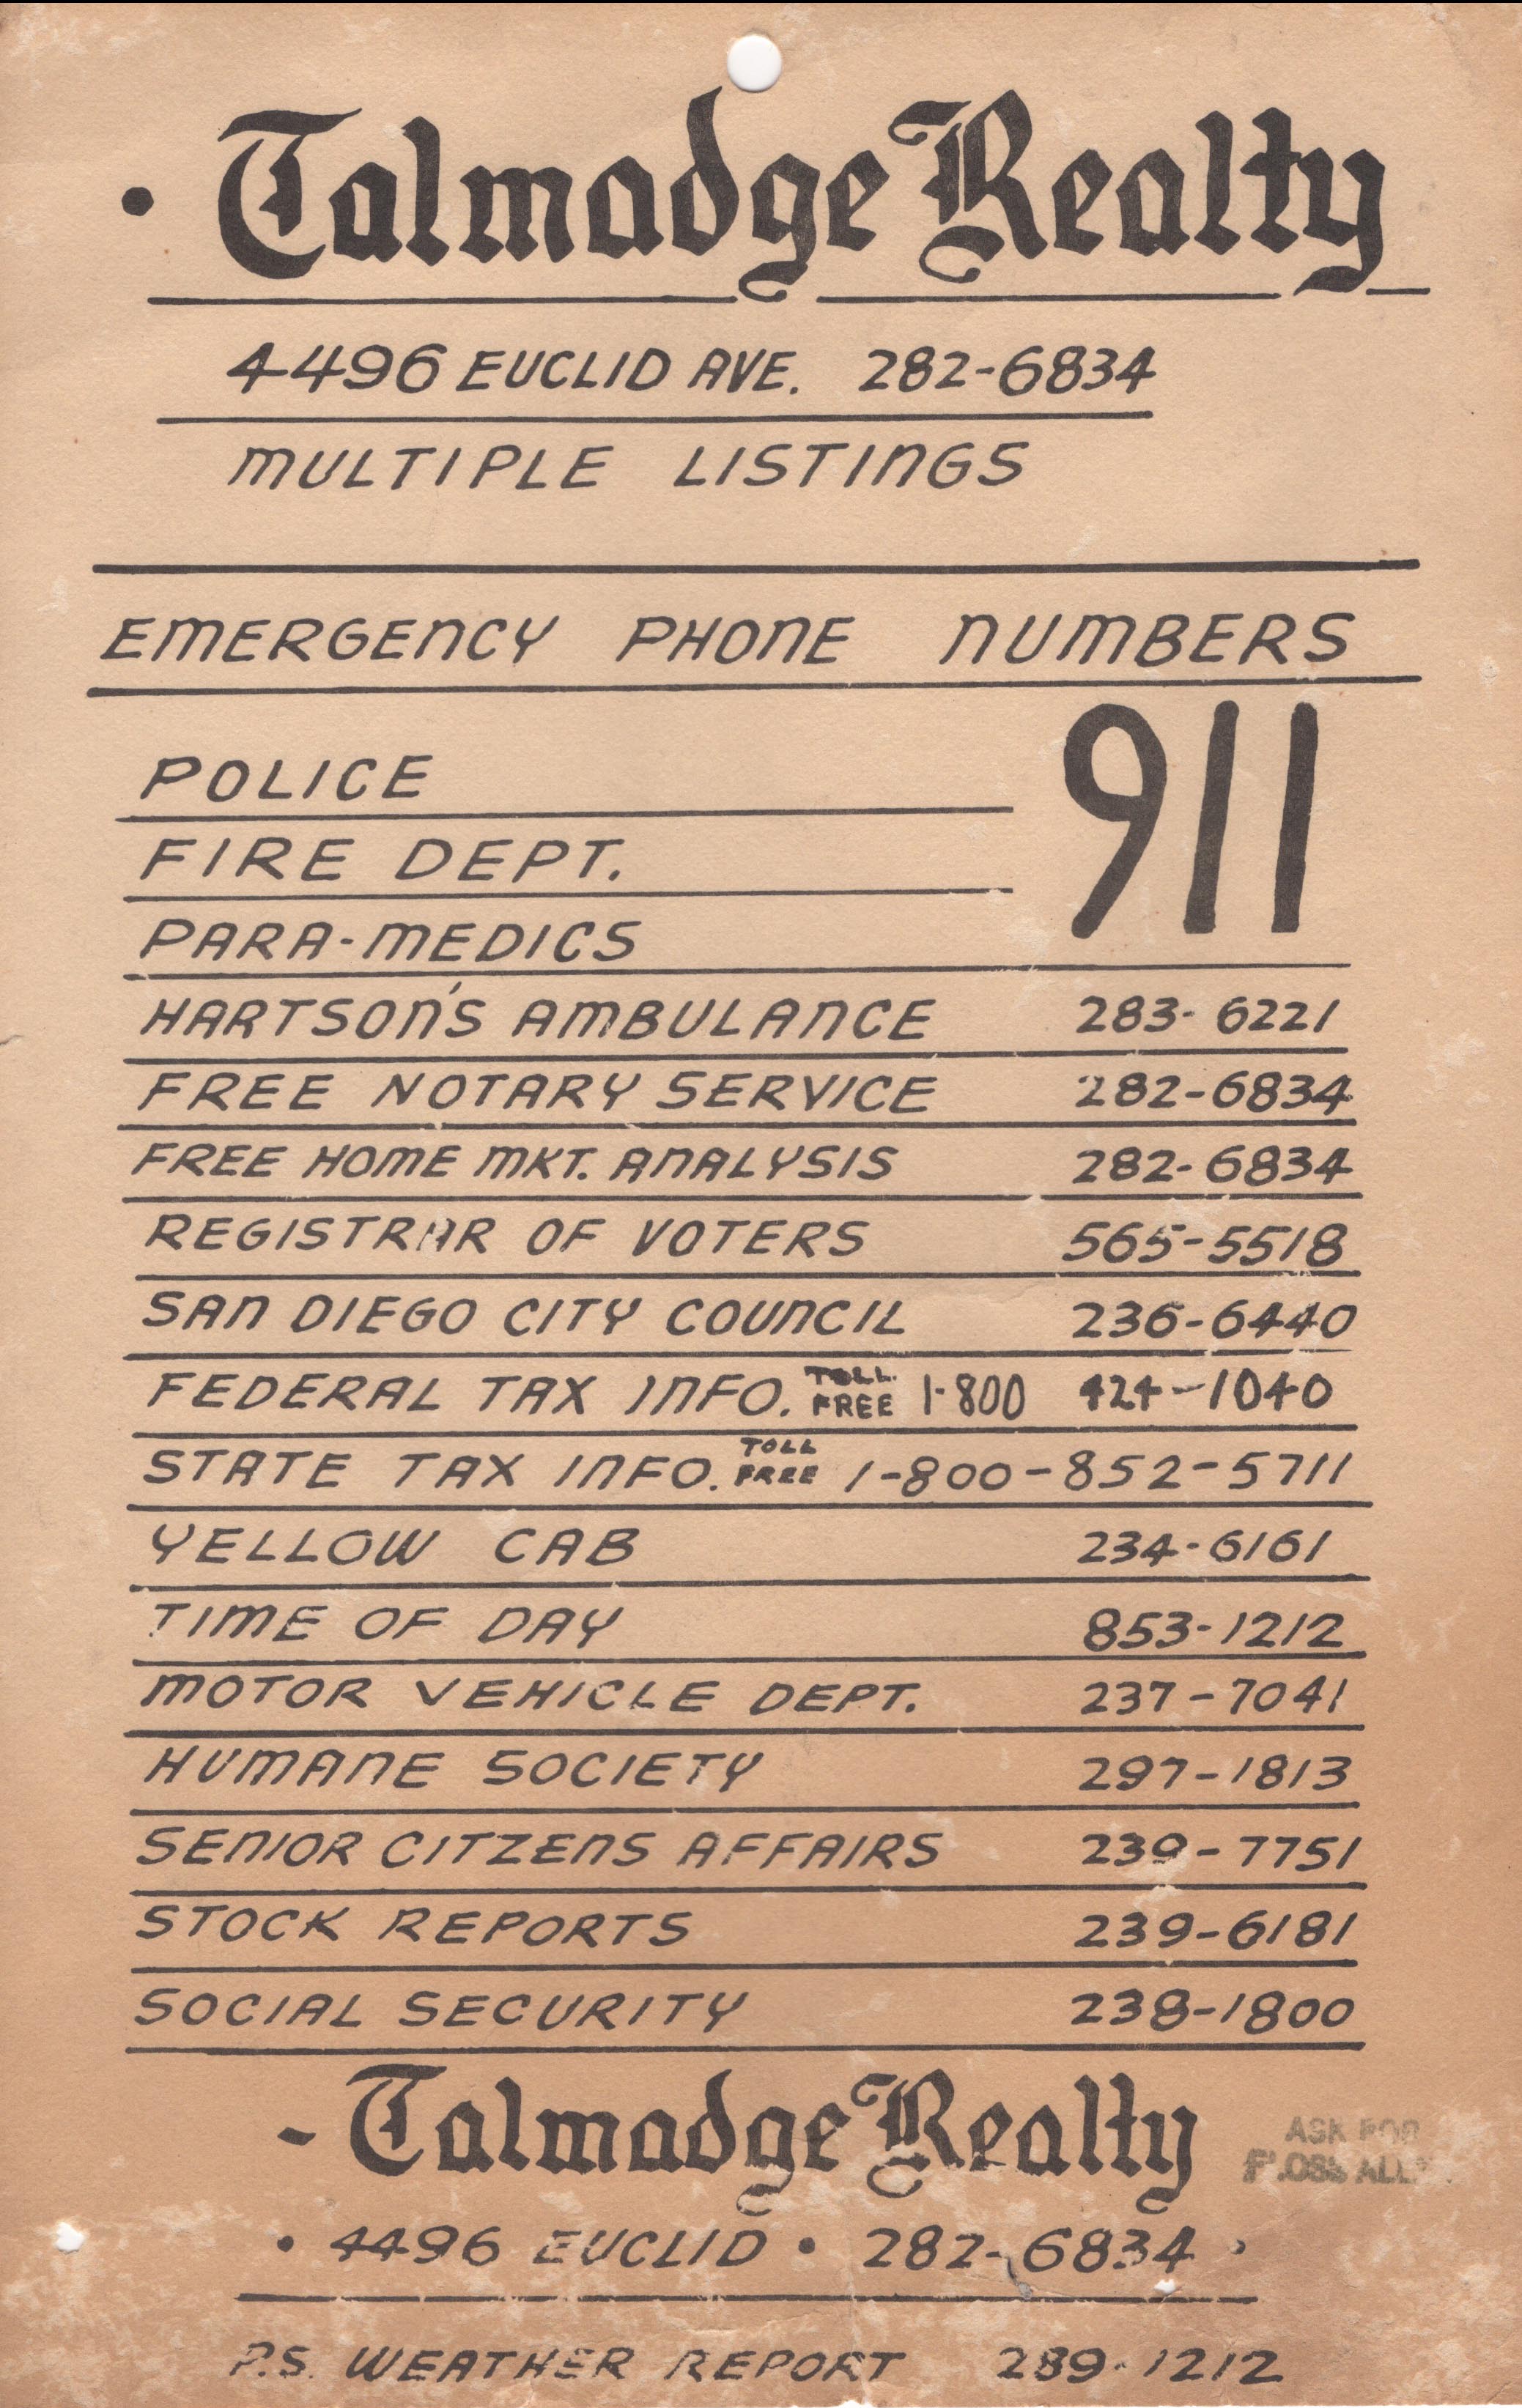 • Talmadge Realty
4496 EUCLID AVE. 282-6834
MULTIPLE LISTINGS
EMERGENCY PHONE NUMBERS
POLICE
FIRE DEPT.
911
PARA-MEDICS
HARTSON'S AMBULANCE 283-6221
FREE NOTARY SERVICE 282-6834
FREE HOME MKT. ANALYSIS 282-6834
REGISTRAR OF VOTERS 565-5518
SAN DIEGO CITY COUNCIL 236-6440
FEDERAL TAX INFO. TOLL FREE 1-800 424-1040
STATE TAX INFO. TOLL FREE 1-800-852-5711
YELLOW CAB 234-6161
TIME OF DAY 853-1212
MOTOR VEHICLE DEPT. 237-7041
HUMANE SOCIETY 297-1813
SENIOR CITZENS AFFAIRS 239-7751
STOCK REPORTS 239-6181
SOCIAL SECURITY 238-1800
- Talmadge Realty
ASK FOR
• 4496 EUCLID • 282-6834 •
P.S. WEATHER REPORT 289-1212